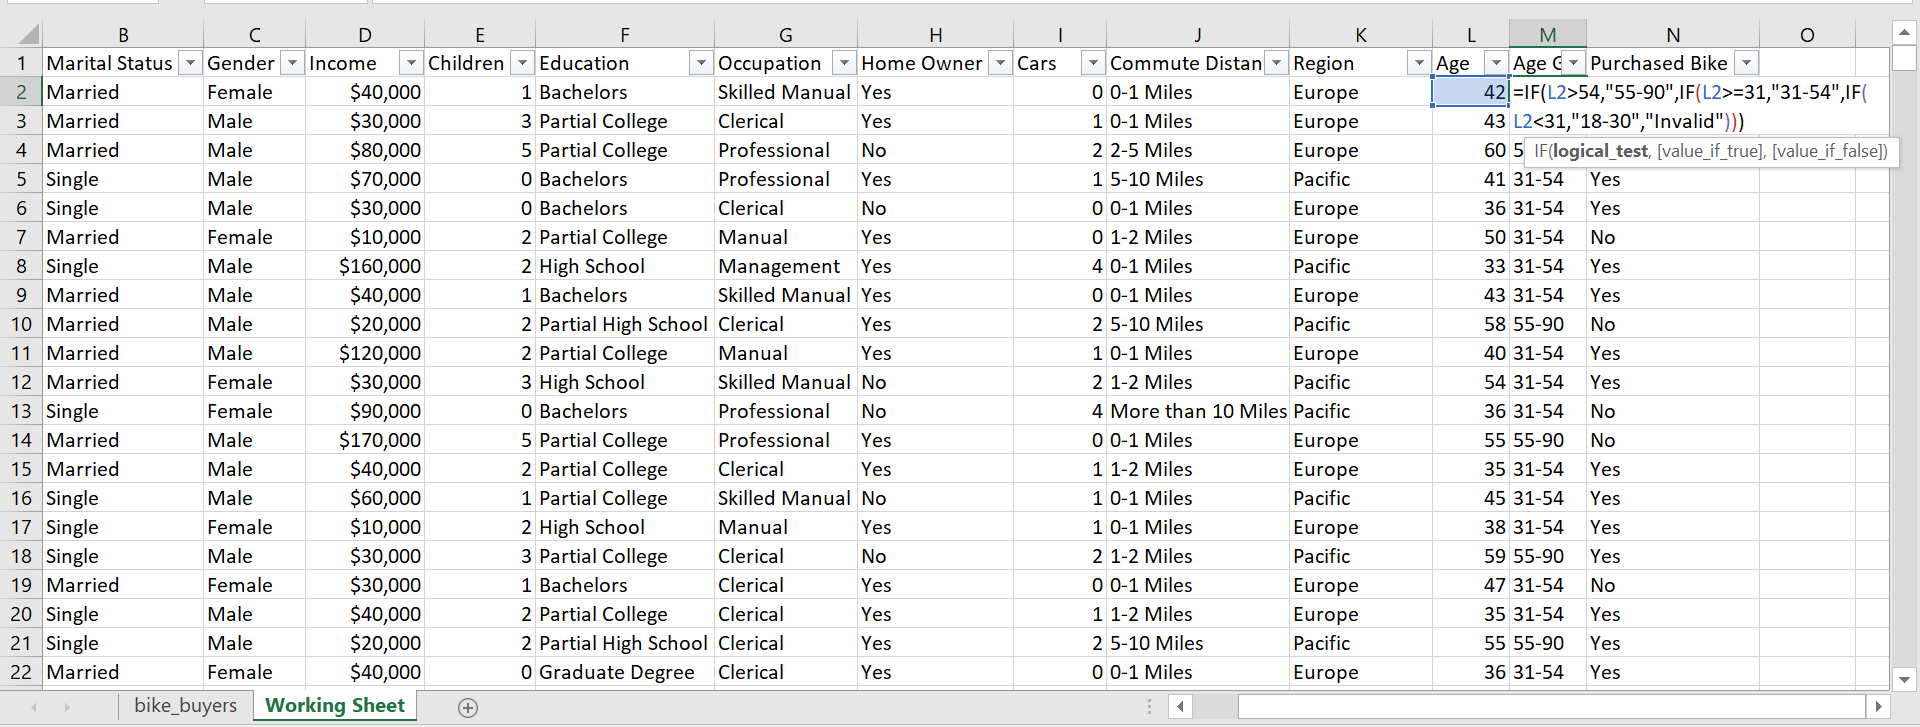 B C D E F G H I J K L M N O
1 Marital Status Gender Income Children Education Occupation Home Owner Cars Commute Distan Region Age Age G Purchased Bike
2 Married Female $40,000 1 Bachelors Skilled Manual Yes 0 0-1 Miles Europe 42 =IF(L2>54,"55-90",IF(L2>=31,"31-54",IF(
3 Married Male $30,000 3 Partial College Clerical Yes 1 0-1 Miles Europe 43 L2<31,"18-30","Invalid")))
4 Married Male $80,000 5 Partial College Professional No 2 2-5 Miles Europe 60 5 IF(logical_test, [value_if_true], [value_if_false])
5 Single Male $70,000 0 Bachelors Professional Yes 1 5-10 Miles Pacific 41 31-54 Yes
6 Single Male $30,000 0 Bachelors Clerical No 0 0-1 Miles Europe 36 31-54 Yes
7 Married Female $10,000 2 Partial College Manual Yes 0 1-2 Miles Europe 50 31-54 No
8 Single Male $160,000 2 High School Management Yes 4 0-1 Miles Pacific 33 31-54 Yes
9 Married Male $40,000 1 Bachelors Skilled Manual Yes 0 0-1 Miles Europe 43 31-54 Yes
10 Married Male $20,000 2 Partial High School Clerical Yes 2 5-10 Miles Pacific 58 55-90 No
11 Married Male $120,000 2 Partial College Manual Yes 1 0-1 Miles Europe 40 31-54 Yes
12 Married Female $30,000 3 High School Skilled Manual No 2 1-2 Miles Pacific 54 31-54 Yes
13 Single Female $90,000 0 Bachelors Professional No 4 More than 10 Miles Pacific 36 31-54 No
14 Married Male $170,000 5 Partial College Professional Yes 0 0-1 Miles Europe 55 55-90 No
15 Married Male $40,000 2 Partial College Clerical Yes 1 1-2 Miles Europe 35 31-54 Yes
16 Single Male $60,000 1 Partial College Skilled Manual No 1 0-1 Miles Pacific 45 31-54 Yes
17 Single Female $10,000 2 High School Manual Yes 1 0-1 Miles Europe 38 31-54 Yes
18 Single Male $30,000 3 Partial College Clerical No 2 1-2 Miles Pacific 59 55-90 Yes
19 Married Female $30,000 1 Bachelors Clerical Yes 0 0-1 Miles Europe 47 31-54 No
20 Single Male $40,000 2 Partial College Clerical Yes 1 1-2 Miles Europe 35 31-54 Yes
21 Single Male $20,000 2 Partial High School Clerical Yes 2 5-10 Miles Pacific 55 55-90 Yes
22 Married Female $40,000 0 Graduate Degree Clerical Yes 0 0-1 Miles Europe 36 31-54 Yes
bike_buyers Working Sheet